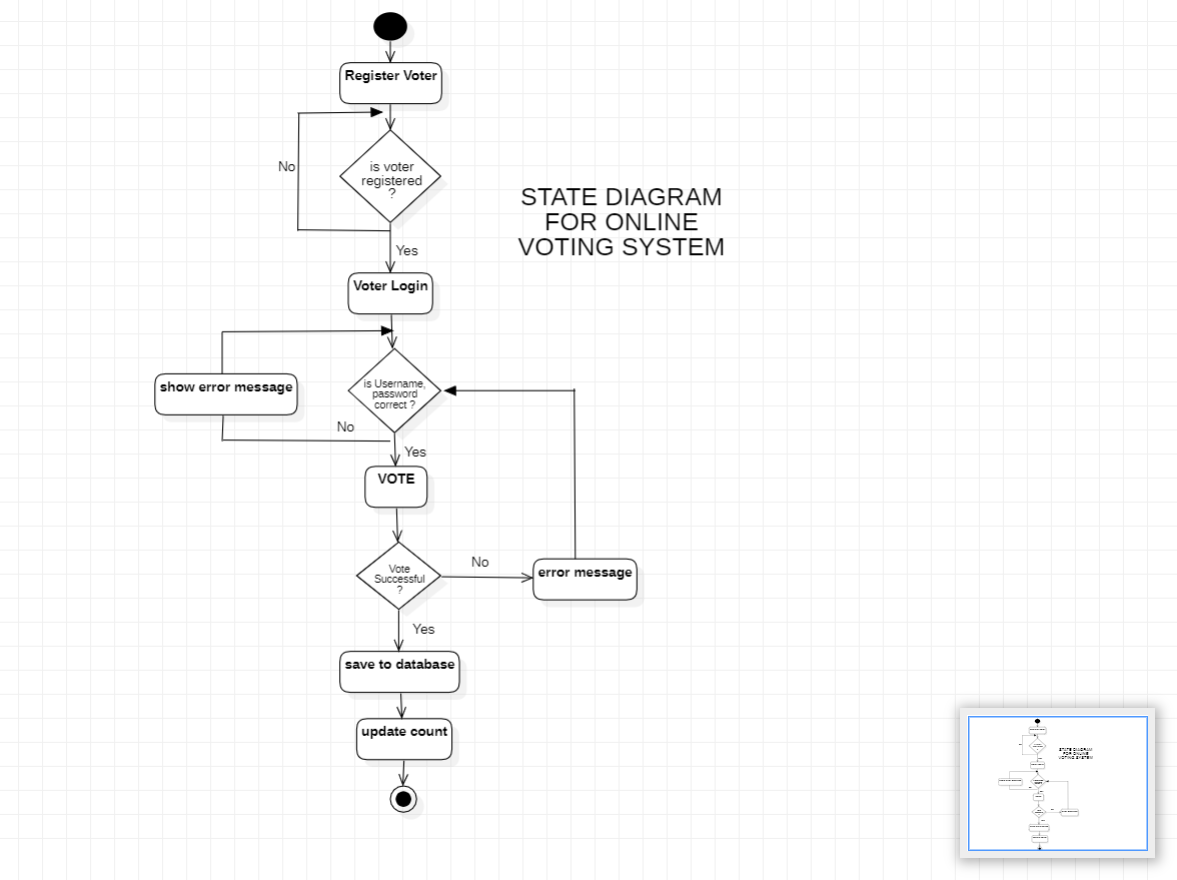 Register Voter
No
is voter
registered
?
STATE DIAGRAM
FOR ONLINE
VOTING SYSTEM
Yes
Voter Login
show error message
is Username,
password
correct ?
No
Yes
VOTE
Vote
Successful
?
No
error message
Yes
save to database
update count
STATE DIAGRAM
FOR ONLINE
VOTING SYSTEM